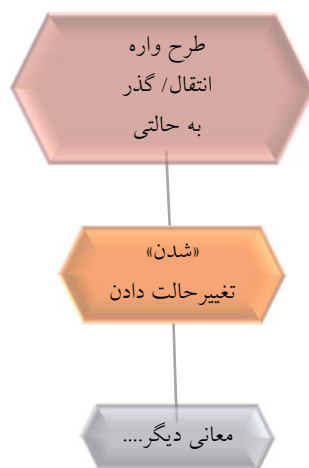 طرح واره
انتقال/ گذر
به حالتی
«شدن»
تغییرحالت دادن
معانی دیگر....